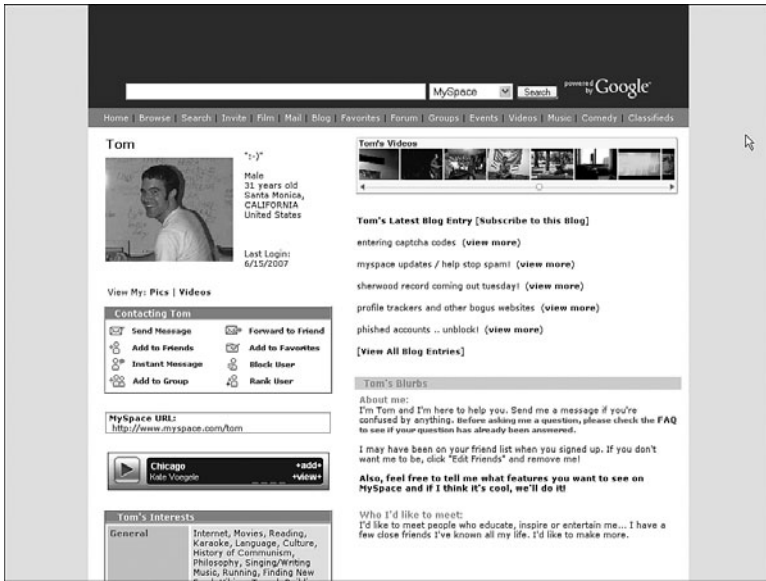 MySpace
Search
powered by Google
Home | Browse | Search | Invite | Film | Mail | Blog | Favorites | Forum | Groups | Events | Videos | Music | Comedy | Classifieds
Tom
":-)"
Male
31 years old
Santa Monica,
CALIFORNIA
United States
Last Login:
6/15/2007
View My: Pics | Videos
Contacting Tom
Send Message
Forward to Friend
Add to Friends
Add to Favorites
Instant Message
Block User
Add to Group
Rank User
MySpace URL:
http://www.myspace.com/tom
Chicago
Kate Voegele
+add+
+view+
Tom's Interests
General
Internet, Movies, Reading,
Karaoke, Language, Culture,
History of Communism,
Philosophy, Singing/Writing
Music, Running, Finding New
Tom's Videos
Tom's Latest Blog Entry [Subscribe to this Blog]
entering captcha codes (view more)
myspace updates / help stop spam! (view more)
sherwood record coming out tuesday! (view more)
profile trackers and other bogus websites (view more)
phished accounts .. unblock! (view more)
[View All Blog Entries]
Tom's Blurbs
About me:
I'm Tom and I'm here to help you. Send me a message if you're
confused by anything. Before asking me a question, please check the FAQ
to see if your question has already been answered.
I may have been on your friend list when you signed up. If you don't
want me to be, click "Edit Friends" and remove me!
Also, feel free to tell me what features you want to see on
MySpace and if I think it's cool, we'll do it!
Who I'd like to meet:
I'd like to meet people who educate, inspire or entertain me... I have a
few close friends I've known all my life. I'd like to make more.